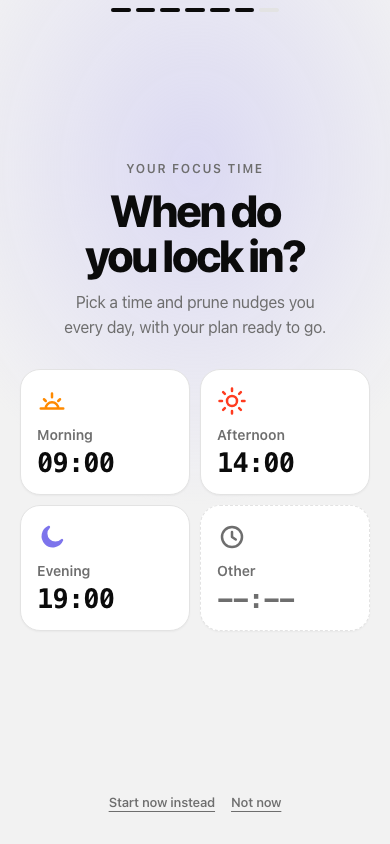 YOUR FOCUS TIME
When do
you lock in?
Pick a time and prune nudges you
every day, with your plan ready to go.
Morning
09:00
Afternoon
14:00
Evening
19:00
Other
--:--
Start now instead
Not now